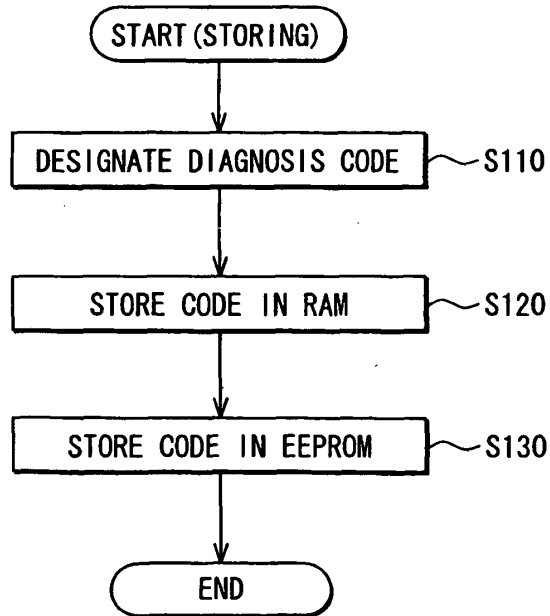 START(STORING)
DESIGNATE DIAGNOSIS CODE S110
STORE CODE IN RAM S120
STORE CODE IN EEPROM S130
END